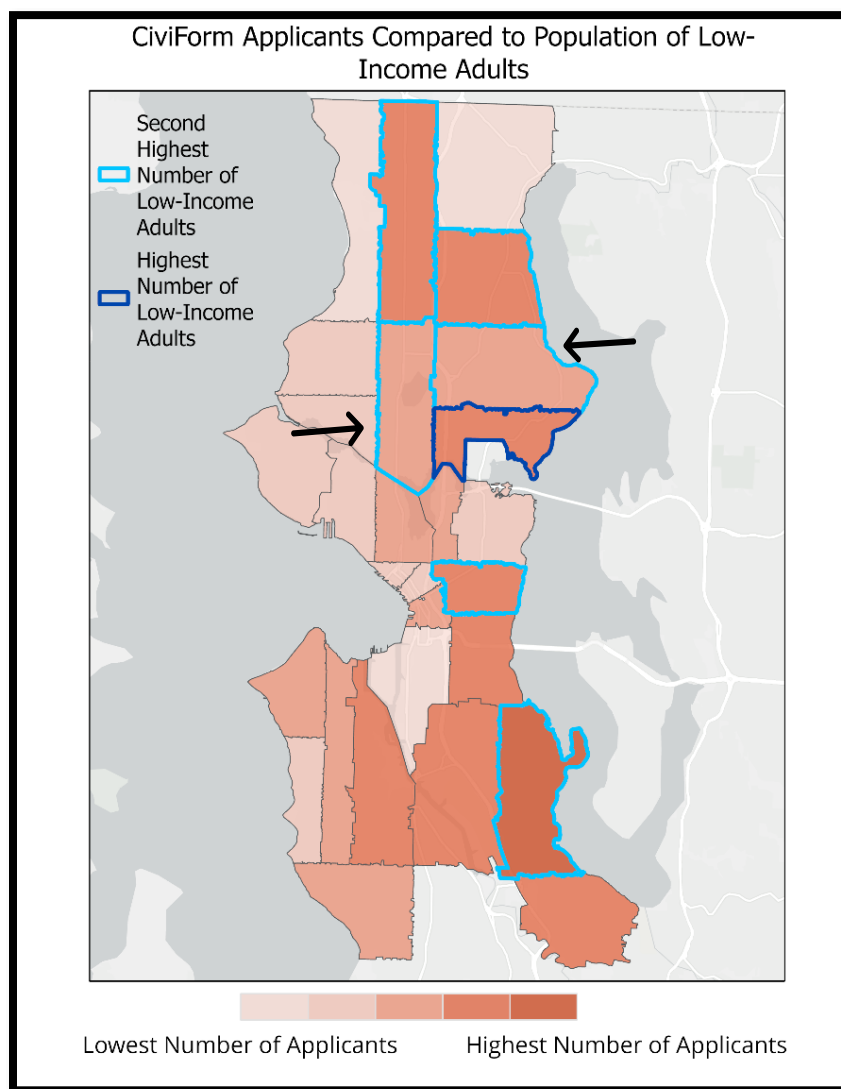 CiviForm Applicants Compared to Population of Low-
Income Adults
Second
Highest
Number of
Low-Income
Adults
Highest
Number of
Low-Income
Adults
Lowest Number of Applicants
Highest Number of Applicants